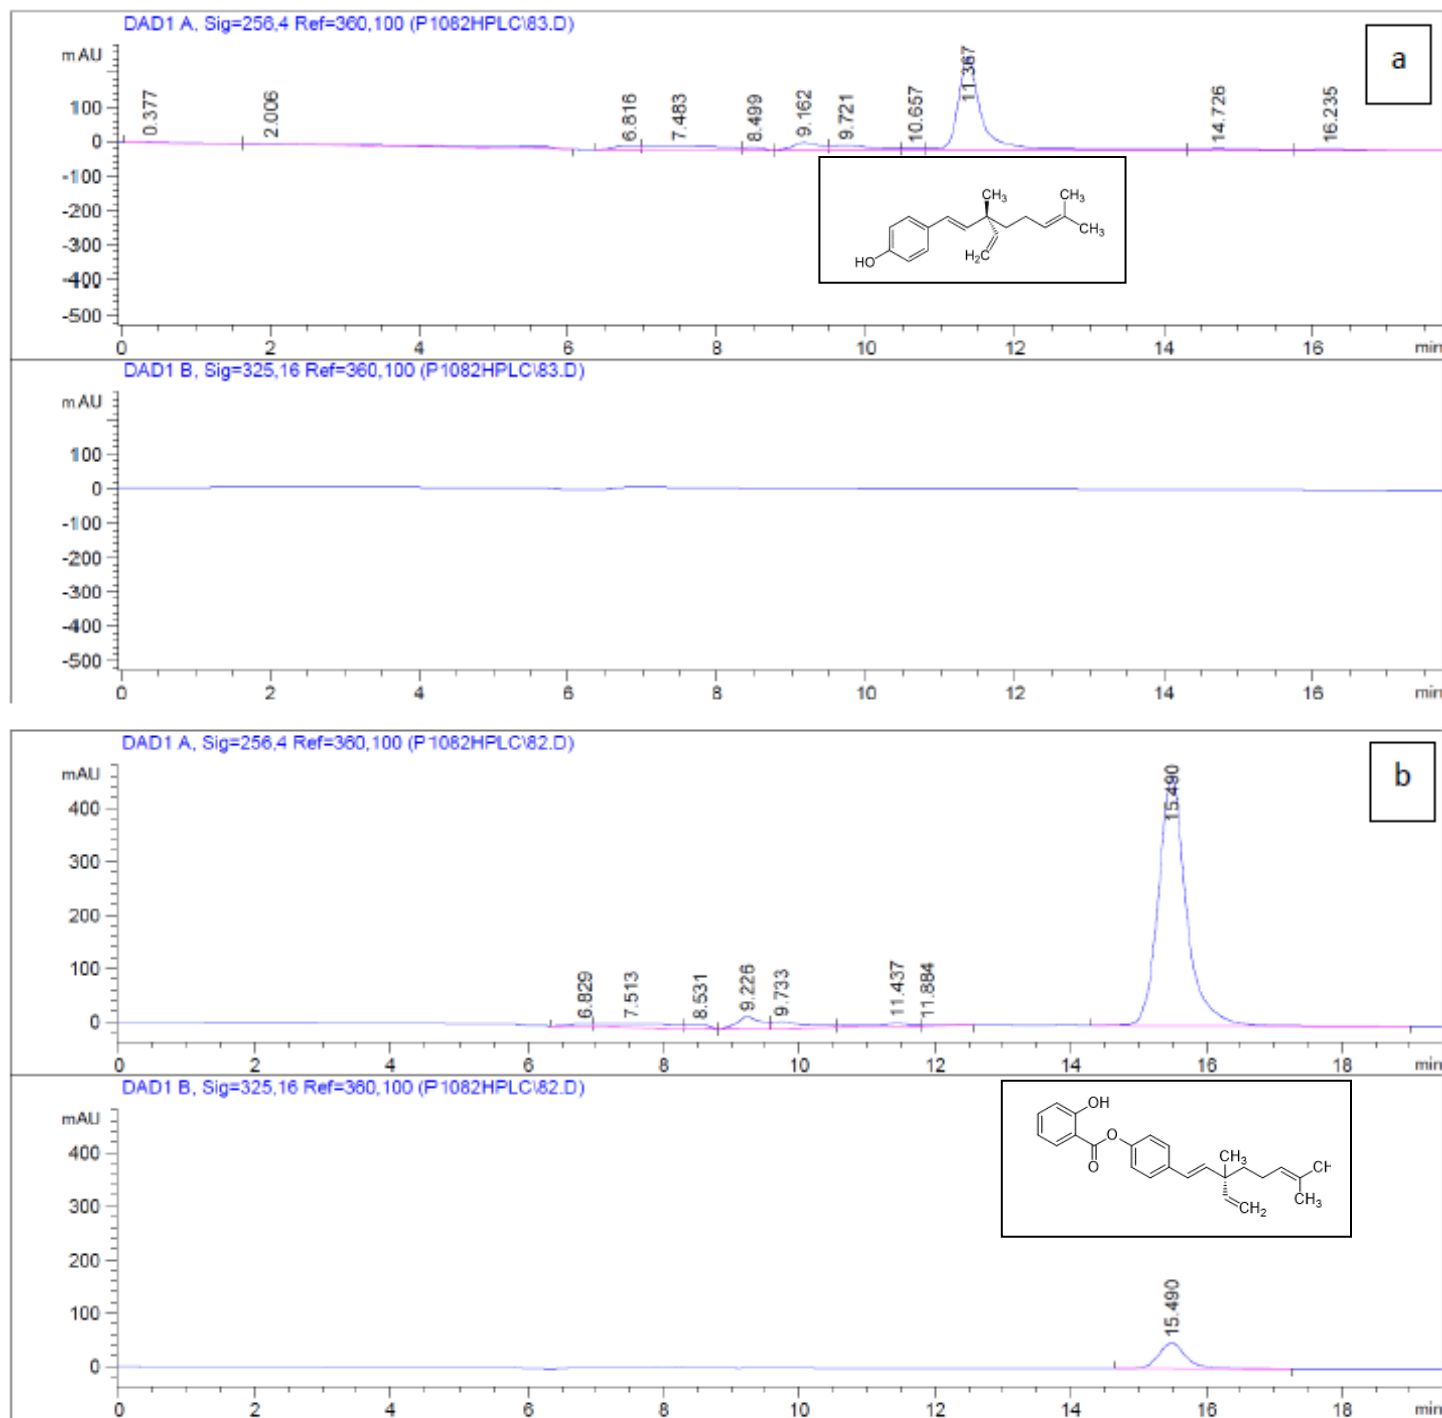 DAD1 A, Sig=256,4 Ref=360,100 (P1082HPLC\83.D)
a
mAU
100
0
-100
-200
-300
-400
-500
0.377
2.006
6.816
7.483
8.499
9.162
9.721
10.657
11.367
14.726
16.235
CH3
CH3
CH3
H2C
HO
0 2 4 6 8 10 12 14 16 min
DAD1 B, Sig=325,16 Ref=360,100 (P1082HPLC\83.D)
mAU
100
0
-100
-200
-300
-400
-500
0 2 4 6 8 10 12 14 16 min
DAD1 A, Sig=256,4 Ref=360,100 (P1082HPLC\82.D)
b
mAU
400
300
200
100
0
6.829
7.513
8.531
9.226
9.733
11.437
11.884
15.490
0 2 4 6 8 10 12 14 16 18 min
DAD1 B, Sig=325,16 Ref=360,100 (P1082HPLC\82.D)
mAU
400
300
200
100
0
OH
O
O
CH3
CH
CH3
CH2
15.490
0 2 4 6 8 10 12 14 16 18 min